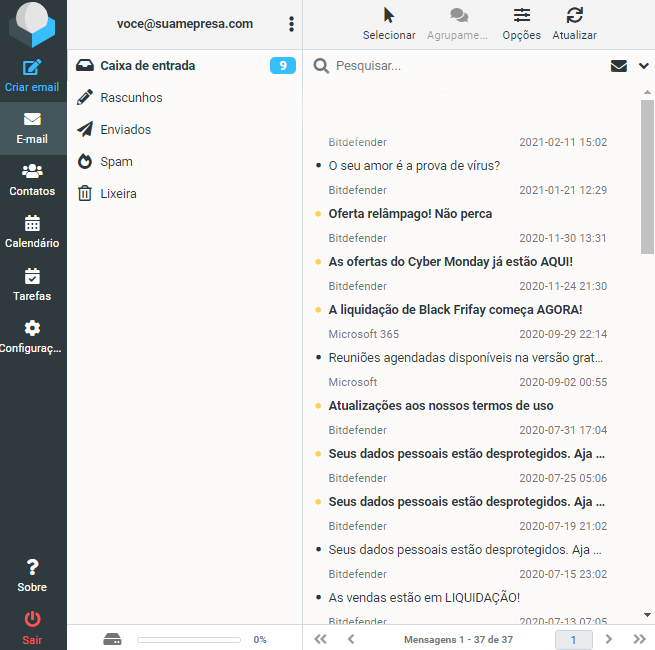 Criar email
E-mail
Contatos
Calendário
Tarefas
Configuraç...
Sobre
Sair
voce@suamepresa.com
Caixa de entrada 9
Rascunhos
Enviados
Spam
Lixeira
0%
Selecionar Agrupame... Opções Atualizar
Pesquisar...
Bitdefender 2021-02-11 15:02
O seu amor é a prova de vírus?
Bitdefender 2021-01-21 12:29
Oferta relâmpago! Não perca
Bitdefender 2020-11-30 13:31
As ofertas do Cyber Monday já estão AQUI!
Bitdefender 2020-11-24 21:30
A liquidação de Black Frifay começa AGORA!
Microsoft 365 2020-09-29 22:14
Reuniões agendadas disponíveis na versão grat...
Microsoft 2020-09-02 00:55
Atualizações aos nossos termos de uso
Bitdefender 2020-07-31 17:04
Seus dados pessoais estão desprotegidos. Aja ...
Bitdefender 2020-07-25 05:06
Seus dados pessoais estão desprotegidos. Aja ...
Bitdefender 2020-07-19 21:02
Seus dados pessoais estão desprotegidos. Aja ...
Bitdefender 2020-07-15 23:02
As vendas estão em LIQUIDAÇÃO!
Bitdefender 2020-07-13 07:05
Mensagens 1 - 37 de 37 1